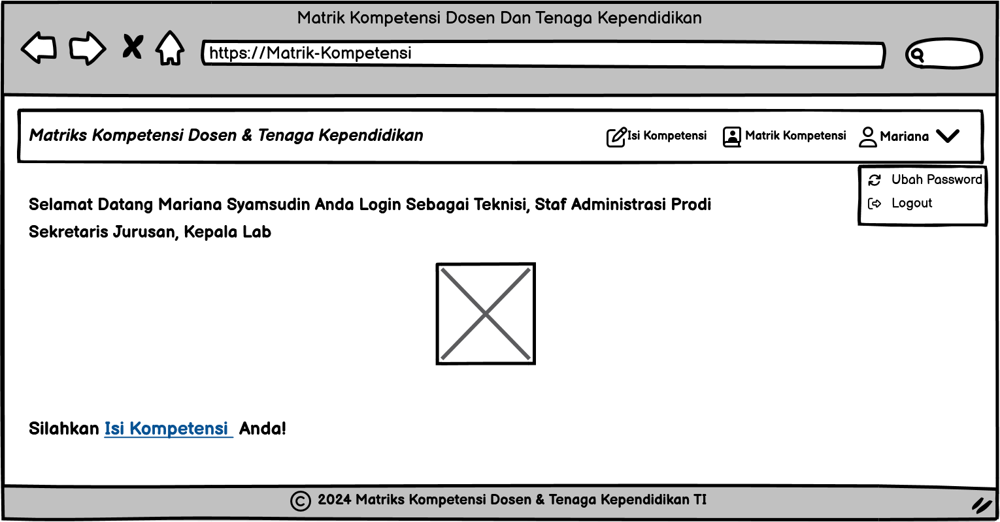 Matrik Kompetensi Dosen Dan Tenaga Kependidikan
https://Matrik-Kompetensi
Matriks Kompetensi Dosen & Tenaga Kependidikan
Isi Kompetensi
Matrik Kompetensi
Mariana
Ubah Password
Logout
Selamat Datang Mariana Syamsudin Anda Login Sebagai Teknisi, Staf Administrasi Prodi
Sekretaris Jurusan, Kepala Lab
Silahkan Isi Kompetensi Anda!
© 2024 Matriks Kompetensi Dosen & Tenaga Kependidikan TI